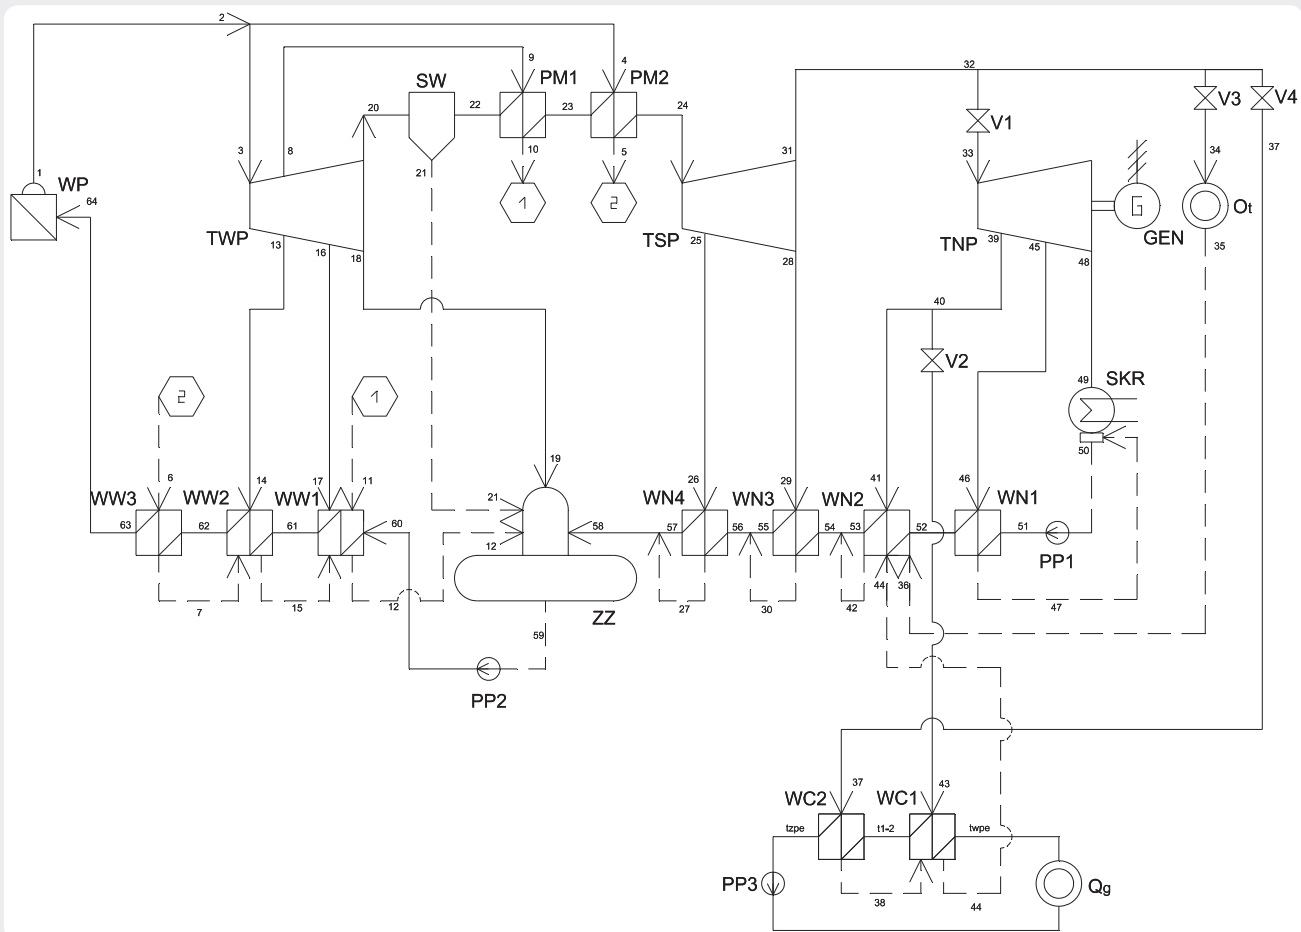 2
9
PM1
4
PM2
32
SW
V3
V4
20
22
23
24
V1
3
8
10
5
31
33
34
37
1
WP
64
21
1
2
G
Ot
TWP
13
16
18
TSP
25
28
TNP
39
45
48
GEN
35
40
V2
49
SKR
2
1
50
WW3
6
WW2
14
WW1
17
11
19
21
26
WN4
WN3
29
WN2
41
46
WN1
63
62
61
60
12
58
57
56
55
54
53
52
51
PP1
7
15
12
27
30
42
44
36
47
ZZ
59
PP2
WC2
37
WC1
43
tzpe
t1-2
twpe
PP3
38
44
Qg